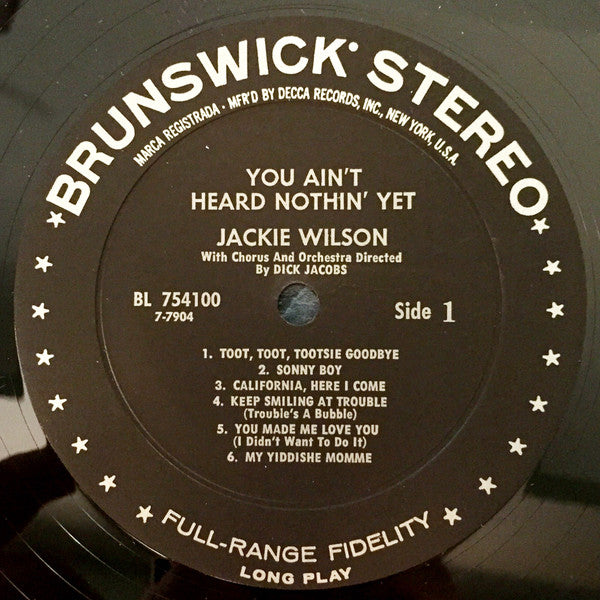 ★ BRUNSWICK STEREO ★
MARCA REGISTRADA • MFR'D BY DECCA RECORDS, INC., NEW YORK, U.S.A.
YOU AIN'T
HEARD NOTHIN' YET
JACKIE WILSON
With Chorus And Orchestra Directed
By DICK JACOBS
BL 754100
7-7904
Side 1
1. TOOT, TOOT, TOOTSIE GOODBYE
2. SONNY BOY
3. CALIFORNIA, HERE I COME
4. KEEP SMILING AT TROUBLE
(Trouble's A Bubble)
5. YOU MADE ME LOVE YOU
(I Didn't Want To Do It)
6. MY YIDDISHE MOMME
★ FULL-RANGE FIDELITY ★
LONG PLAY